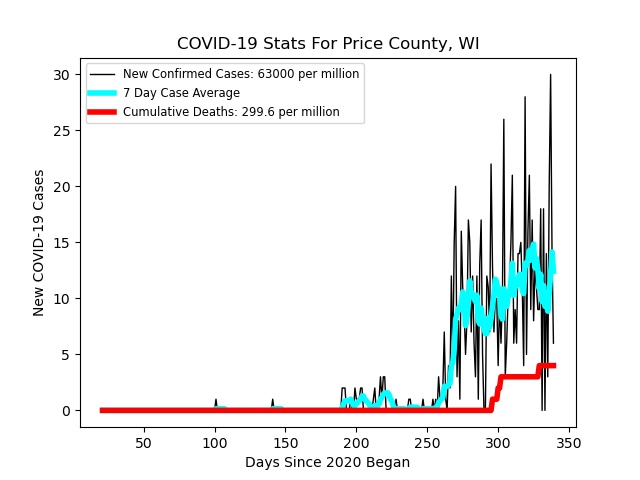 COVID-19 Stats For Price County, WI
New Confirmed Cases: 63000 per million
7 Day Case Average
Cumulative Deaths: 299.6 per million
New COVID-19 Cases
30
25
20
15
10
5
0
50
100
150
200
250
300
350
Days Since 2020 Began